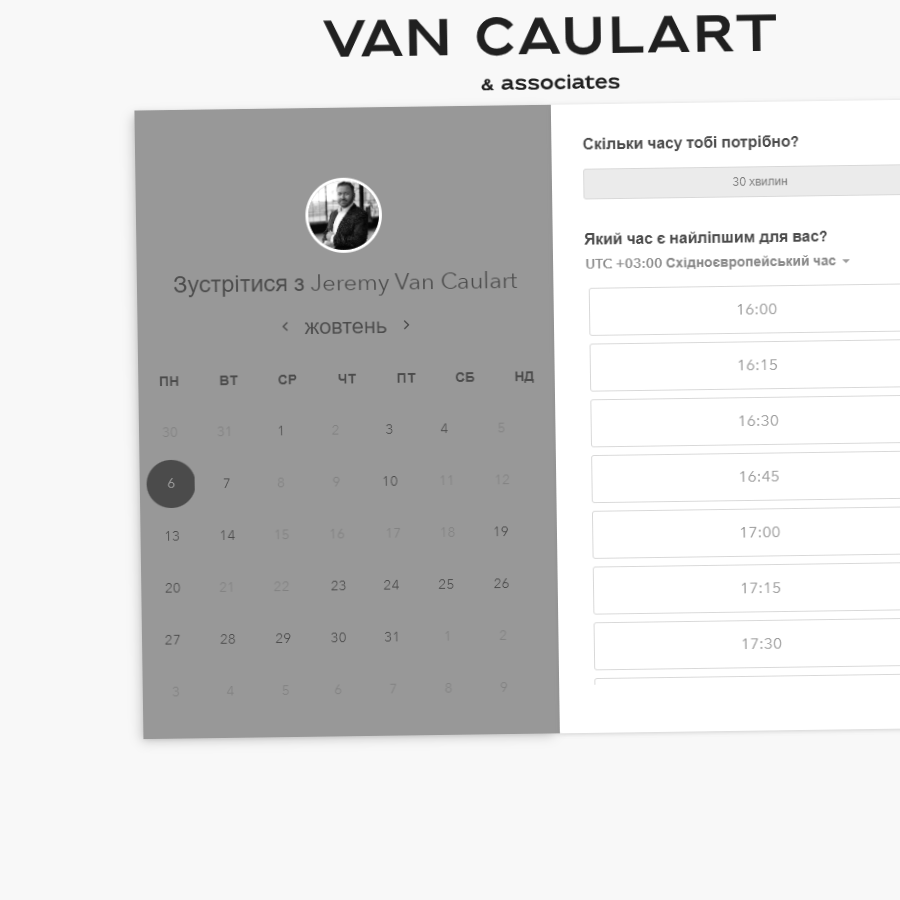 VAN CAULART
& associates
Зустрітися з Jeremy Van Caulart
жовтень
ПН ВТ СР ЧТ ПТ СБ НД
30 31 1 2 3 4 5
6 7 8 9 10 11 12
13 14 15 16 17 18 19
20 21 22 23 24 25 26
27 28 29 30 31 1 2
3 4 5 6 7 8 9
Скільки часу тобі потрібно?
30 хвилин
Який час є найліпшим для вас?
UTC +03:00 Східноєвропейський час
16:00
16:15
16:30
16:45
17:00
17:15
17:30